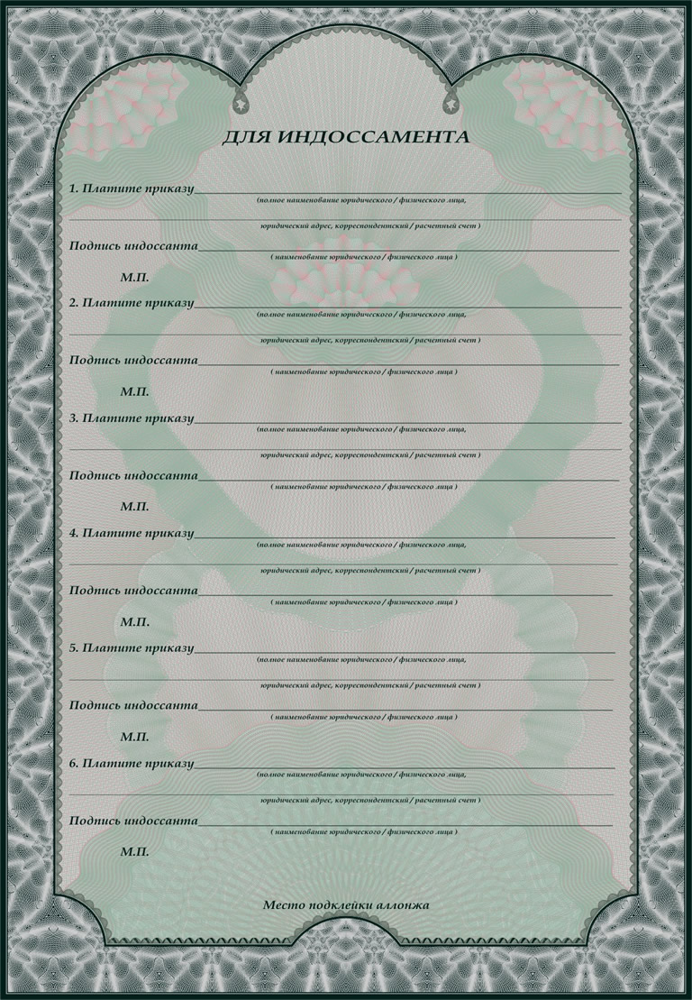 ДЛЯ ИНДОССАМЕНТА
1. Платите приказу
(полное наименование юридического / физического лица,
юридический адрес, корреспондентский / расчетный счет )
Подпись индоссанта
( наименование юридического / физического лица )
М.П.
2. Платите приказу
(полное наименование юридического / физического лица,
юридический адрес, корреспондентский / расчетный счет )
Подпись индоссанта
( наименование юридического / физического лица )
М.П.
3. Платите приказу
(полное наименование юридического / физического лица,
юридический адрес, корреспондентский / расчетный счет )
Подпись индоссанта
( наименование юридического / физического лица )
М.П.
4. Платите приказу
(полное наименование юридического / физического лица,
юридический адрес, корреспондентский / расчетный счет )
Подпись индоссанта
( наименование юридического / физического лица )
М.П.
5. Платите приказу
(полное наименование юридического / физического лица,
юридический адрес, корреспондентский / расчетный счет )
Подпись индоссанта
( наименование юридического / физического лица )
М.П.
6. Платите приказу
(полное наименование юридического / физического лица,
юридический адрес, корреспондентский / расчетный счет )
Подпись индоссанта
( наименование юридического / физического лица )
М.П.
Место подклейки аллонжа